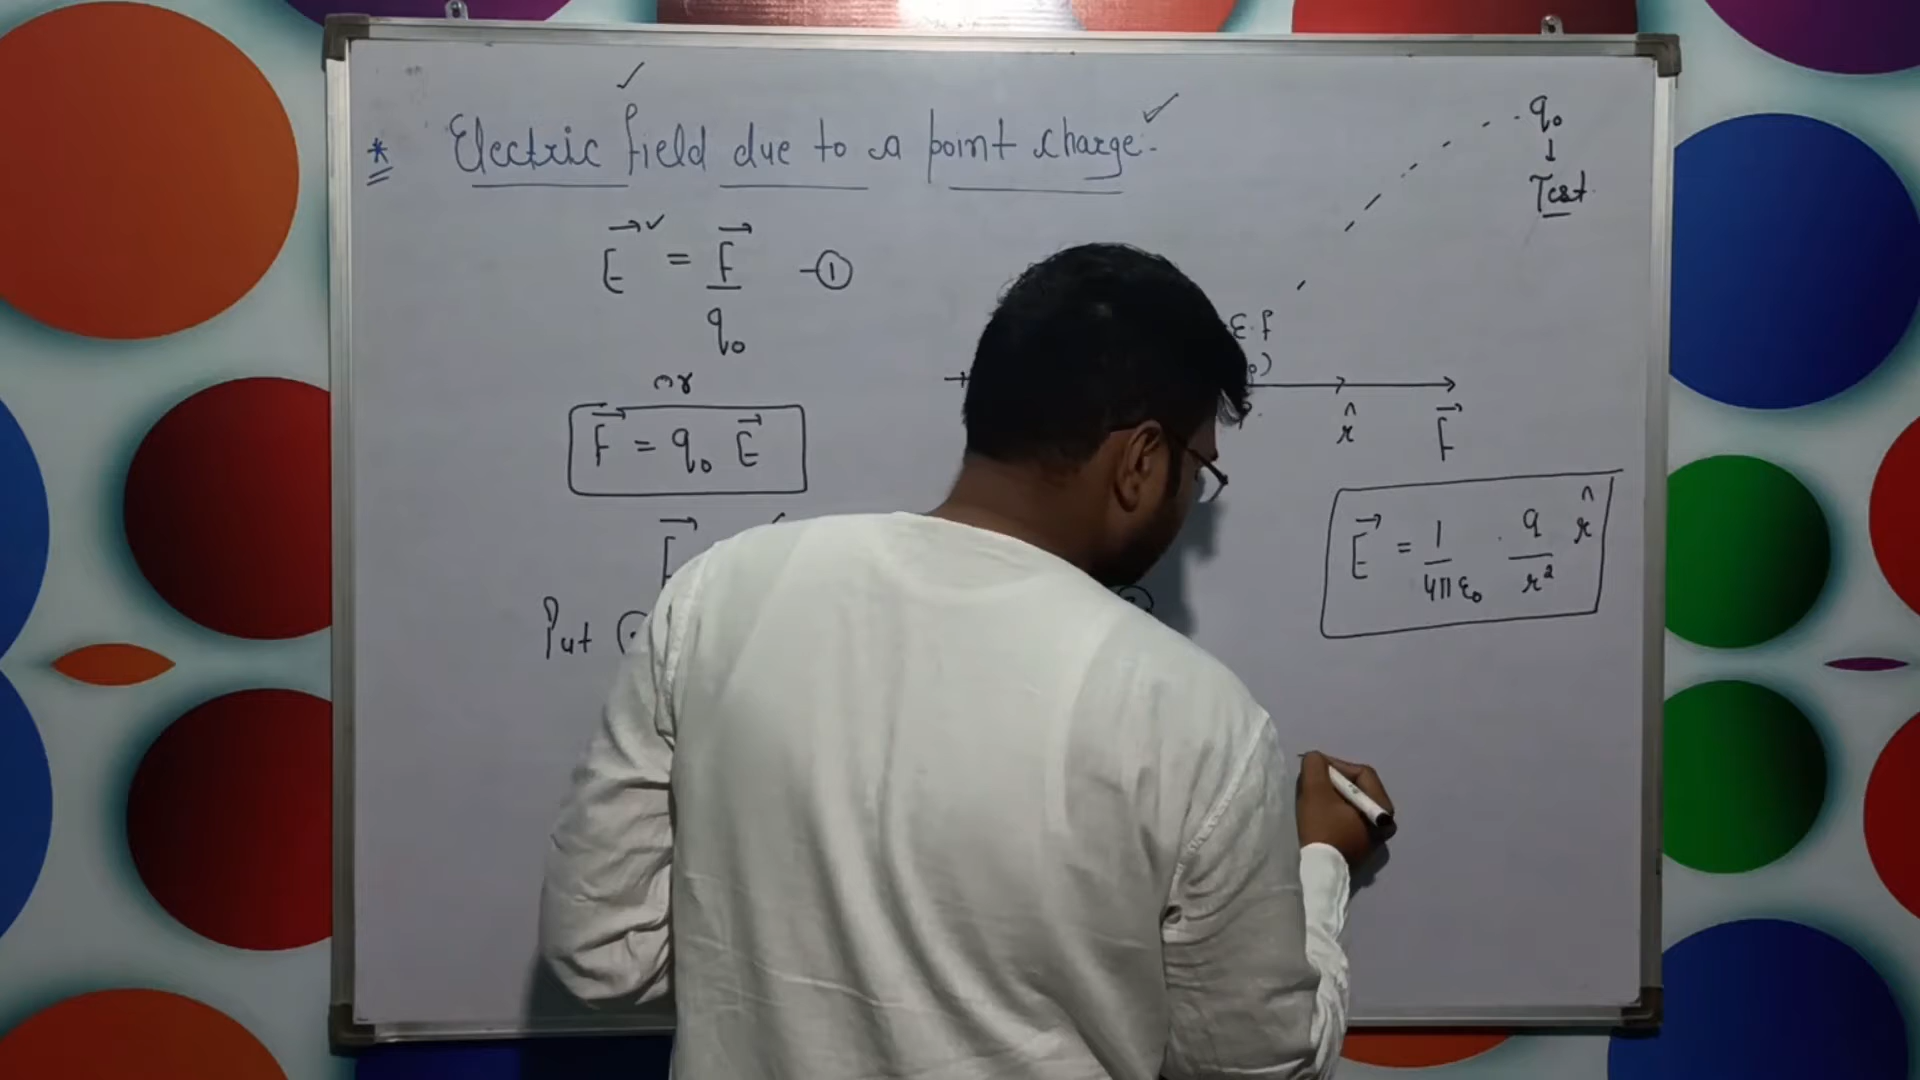 * Electric field due to a point charge:-
E⃗ = F⃗ / q₀ -①
or
F⃗ = q₀ E⃗
Put
q₀
↓
Test
E.f
r̂ F⃗
E⃗ = 1/4πε₀ . q/r² r̂